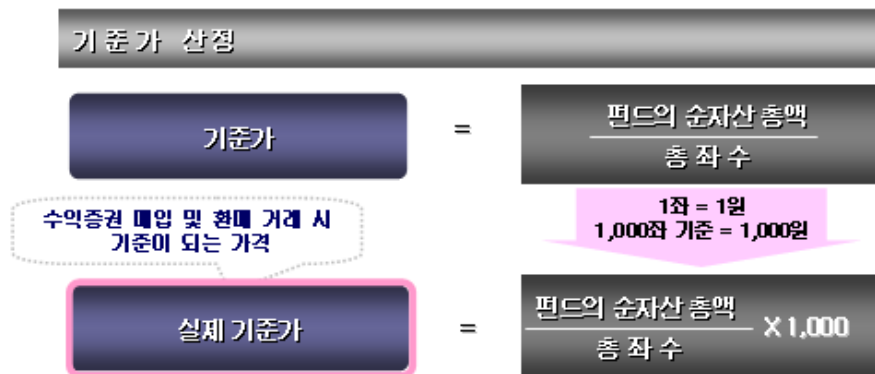 기준가 산정
기준가
=
펀드의 순자산 총액
총 좌 수
수익증권 매입 및 환매 거래 시
기준이 되는 가격
1좌 = 1원
1,000좌 기준 = 1,000원
실제 기준가
=
펀드의 순자산 총액
총 좌 수
X 1,000